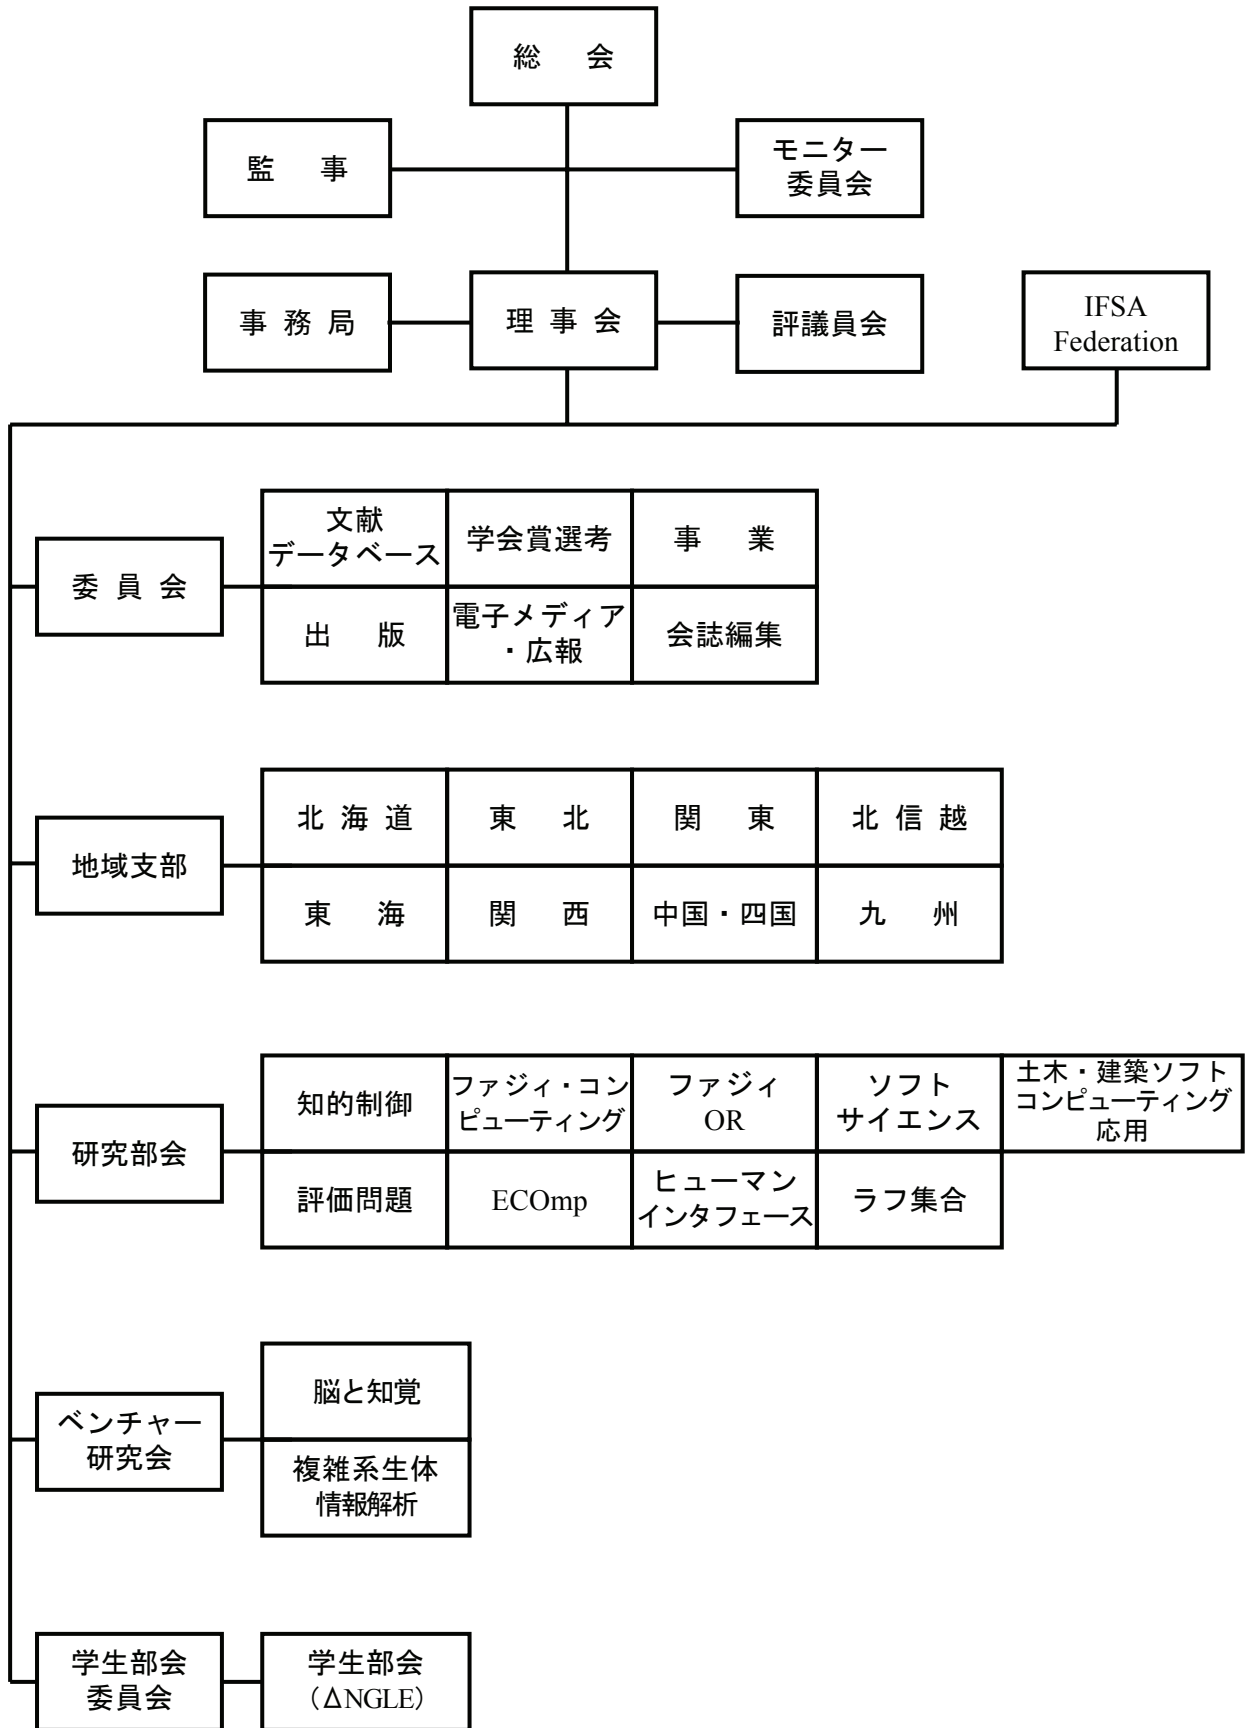 総 会
監 事
モニター
委員会
事 務 局
理 事 会
評議員会
IFSA
Federation
委 員 会
文献
データベース
学会賞選考
事 業
出 版
電子メディア
・広報
会誌編集
地域支部
北 海 道
東 北
関 東
北 信 越
東 海
関 西
中国・四国
九 州
研究部会
知的制御
ファジィ・コン
ピューティング
ファジィ
OR
ソフト
サイエンス
土木・建築ソフト
コンピューティング
応用
評価問題
ECOmp
ヒューマン
インタフェース
ラフ集合
ベンチャー
研究会
脳と知覚
複雑系生体
情報解析
学生部会
委員会
学生部会
（ΔNGLE）